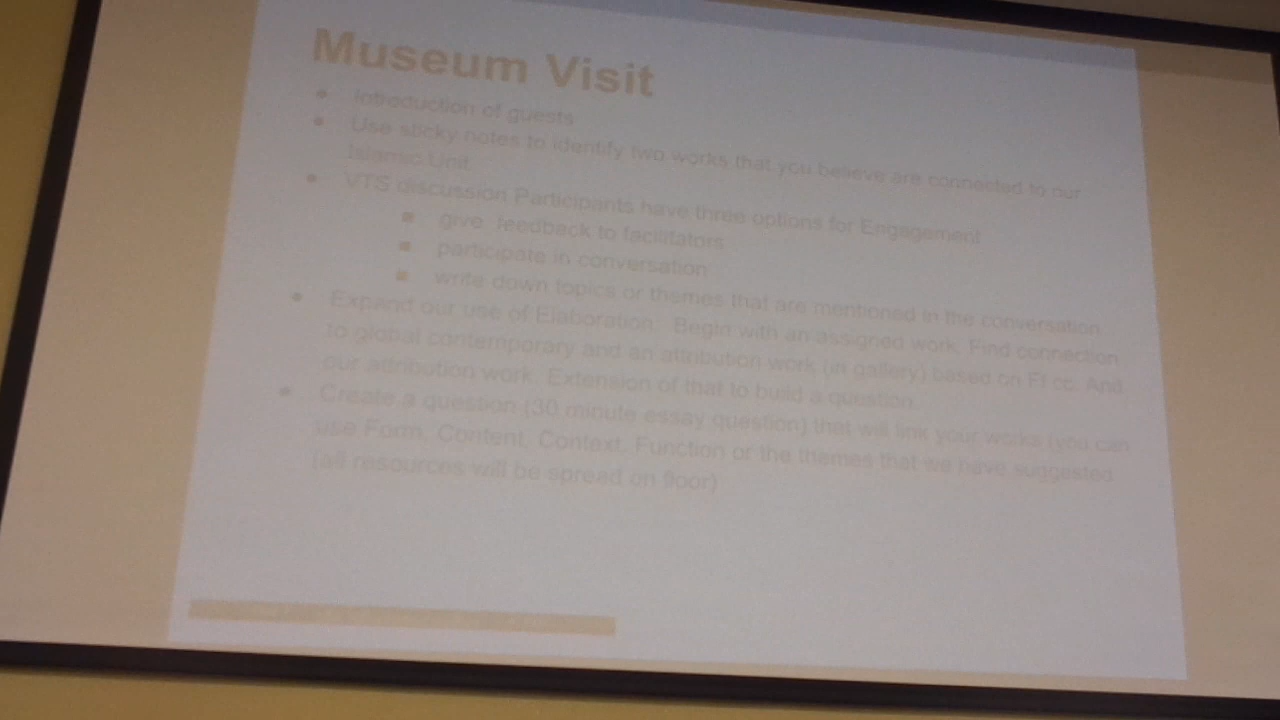 Museum Visit
● Introduction of guests
● Use sticky notes to identify two works that you believe are connected to our
Islamic Unit
● VTS discussion Participants have three options for Engagement
■ give feedback to facilitators
■ participate in conversation
■ write down topics or themes that are mentioned in the conversation
● Expand our use of Elaboration: Begin with an assigned work. Find connection
to global contemporary and an attribution work (in gallery) based on And
our attribution work. Extension of that to build a question.
● Create a question (30 minute essay question) that will link your works (you can
use Form, Content, Context, Function or the themes that we have suggested
(all resources will be spread on floor)